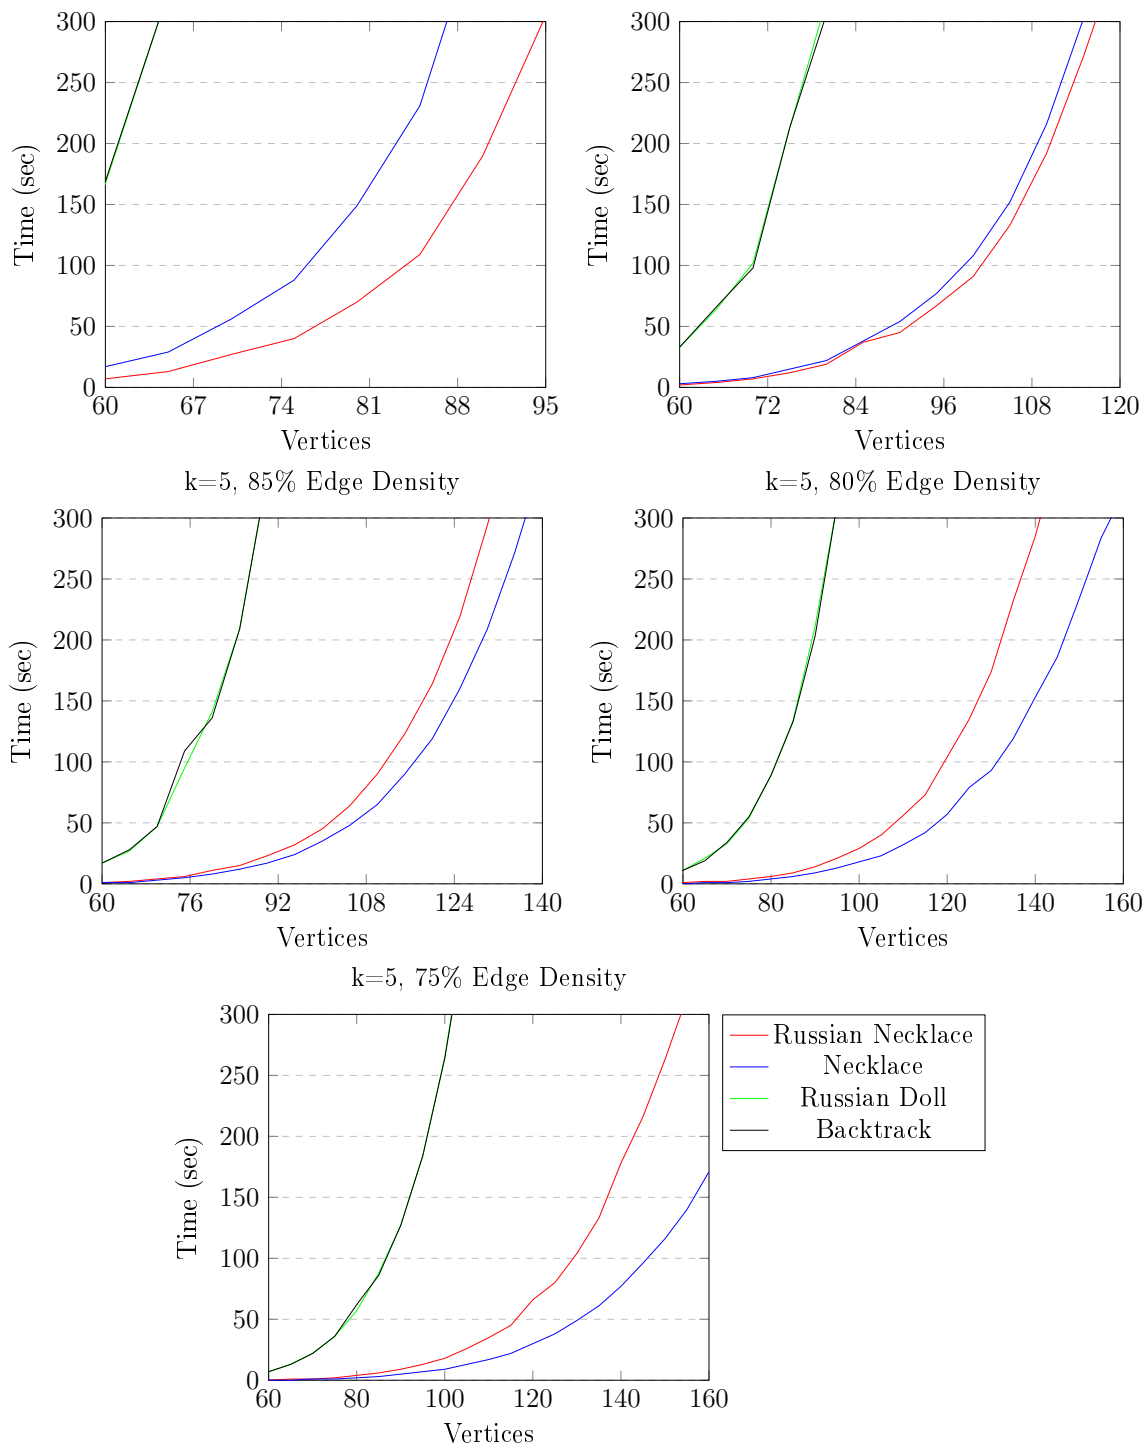 300
250
200
150
100
50
0
Time (sec)
60 67 74 81 88 95
Vertices
300
250
200
150
100
50
0
Time (sec)
60 72 84 96 108 120
Vertices
k=5, 85% Edge Density
300
250
200
150
100
50
0
Time (sec)
60 76 92 108 124 140
Vertices
k=5, 80% Edge Density
300
250
200
150
100
50
0
Time (sec)
60 80 100 120 140 160
Vertices
k=5, 75% Edge Density
300
250
200
150
100
50
0
Time (sec)
60 80 100 120 140 160
Vertices
Russian Necklace
Necklace
Russian Doll
Backtrack